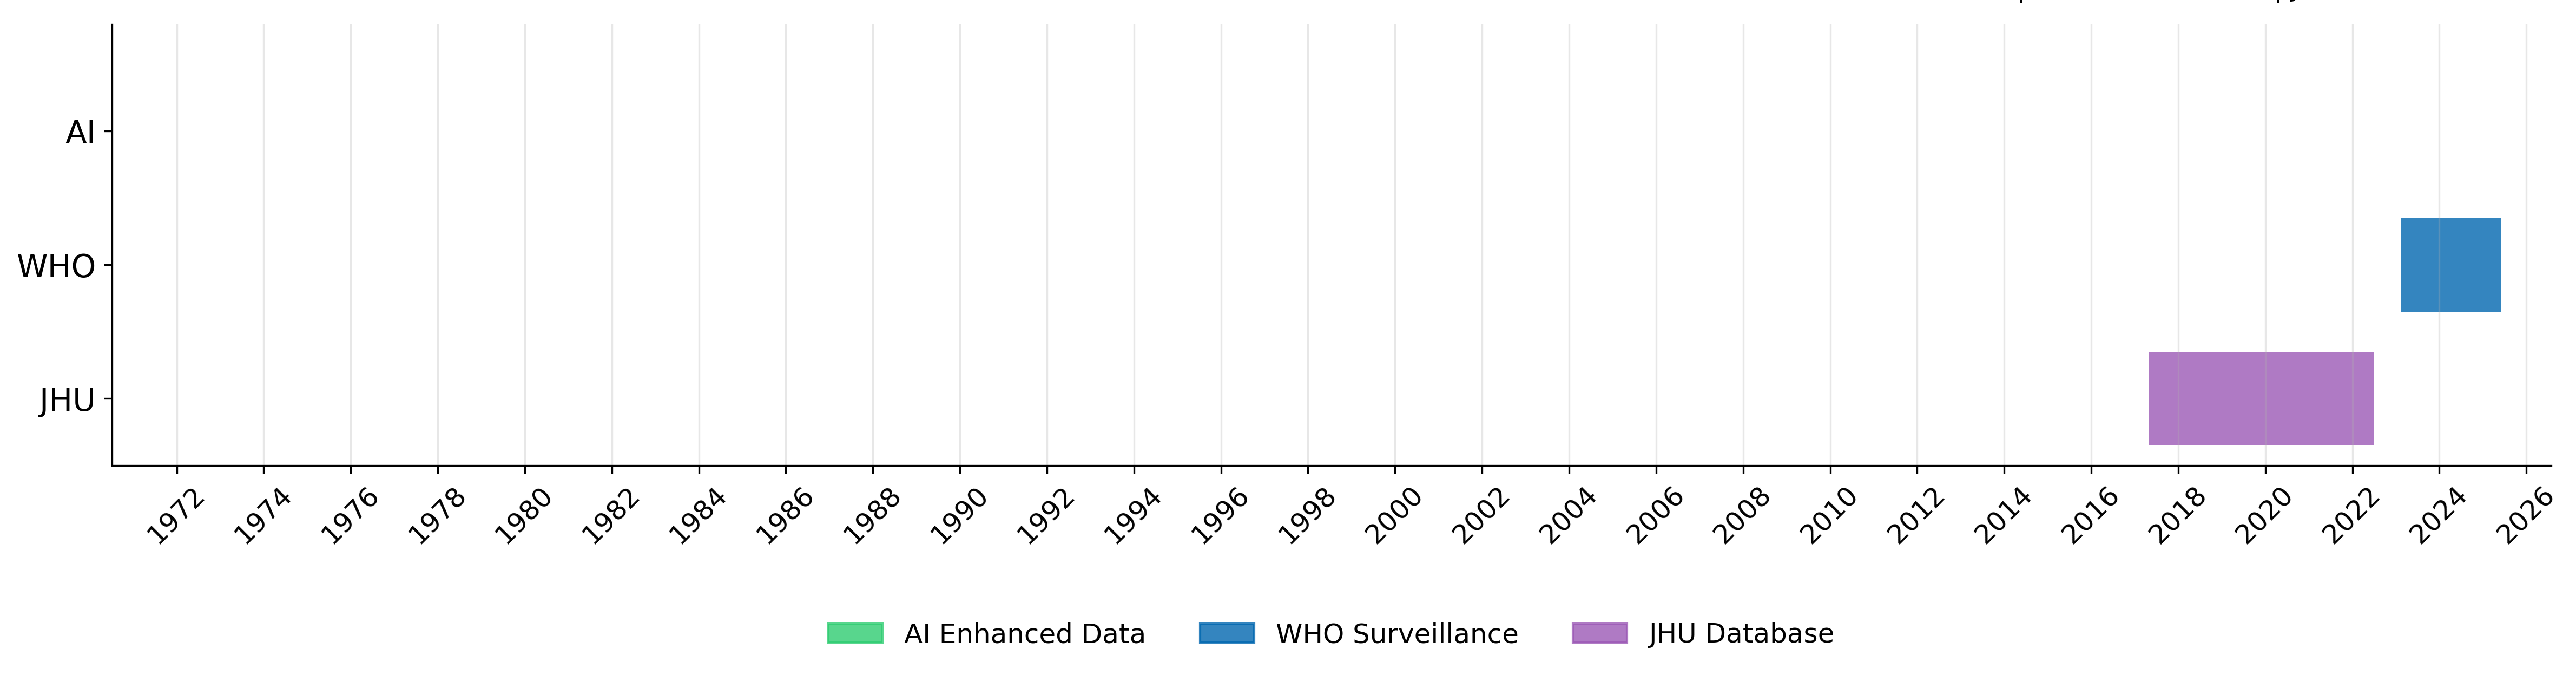 AI
WHO
JHU
1972 1974 1976 1978 1980 1982 1984 1986 1988 1990 1992 1994 1996 1998 2000 2002 2004 2006 2008 2010 2012 2014 2016 2018 2020 2022 2024 2026
AI Enhanced Data WHO Surveillance JHU Database